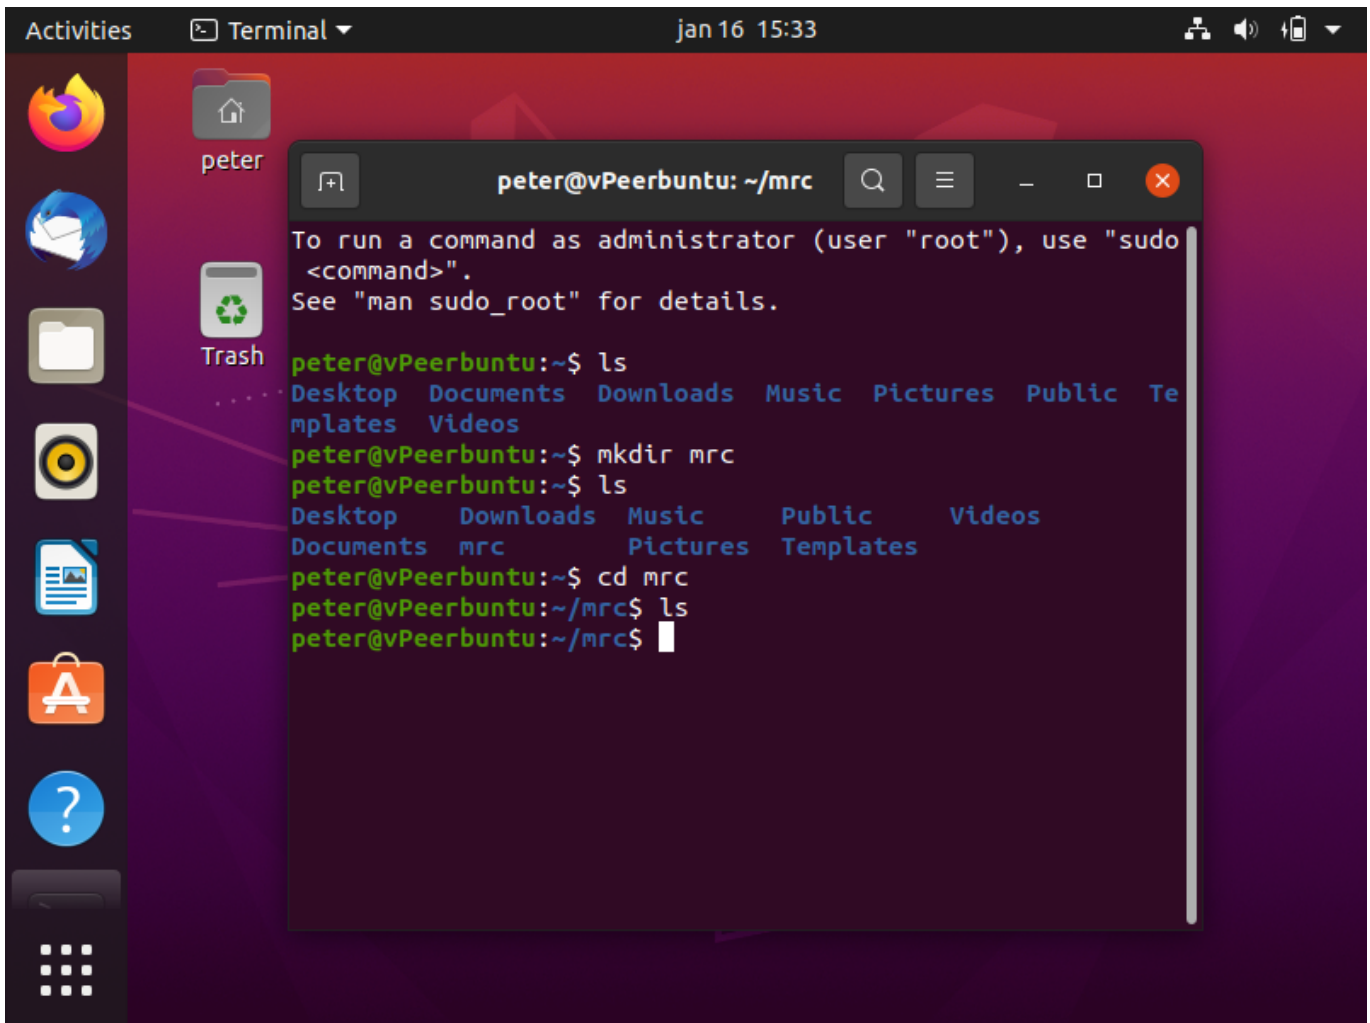 Activities Terminal jan 16 15:33
peter
Trash
peter@vPeerbuntu: ~/mrc
To run a command as administrator (user "root"), use "sudo
 <command>".
See "man sudo_root" for details.
peter@vPeerbuntu:~$ ls
Desktop  Documents  Downloads  Music  Pictures  Public  Te
mplates  Videos
peter@vPeerbuntu:~$ mkdir mrc
peter@vPeerbuntu:~$ ls
Desktop    Downloads  Music     Public     Videos
Documents  mrc        Pictures  Templates
peter@vPeerbuntu:~$ cd mrc
peter@vPeerbuntu:~/mrc$ ls
peter@vPeerbuntu:~/mrc$